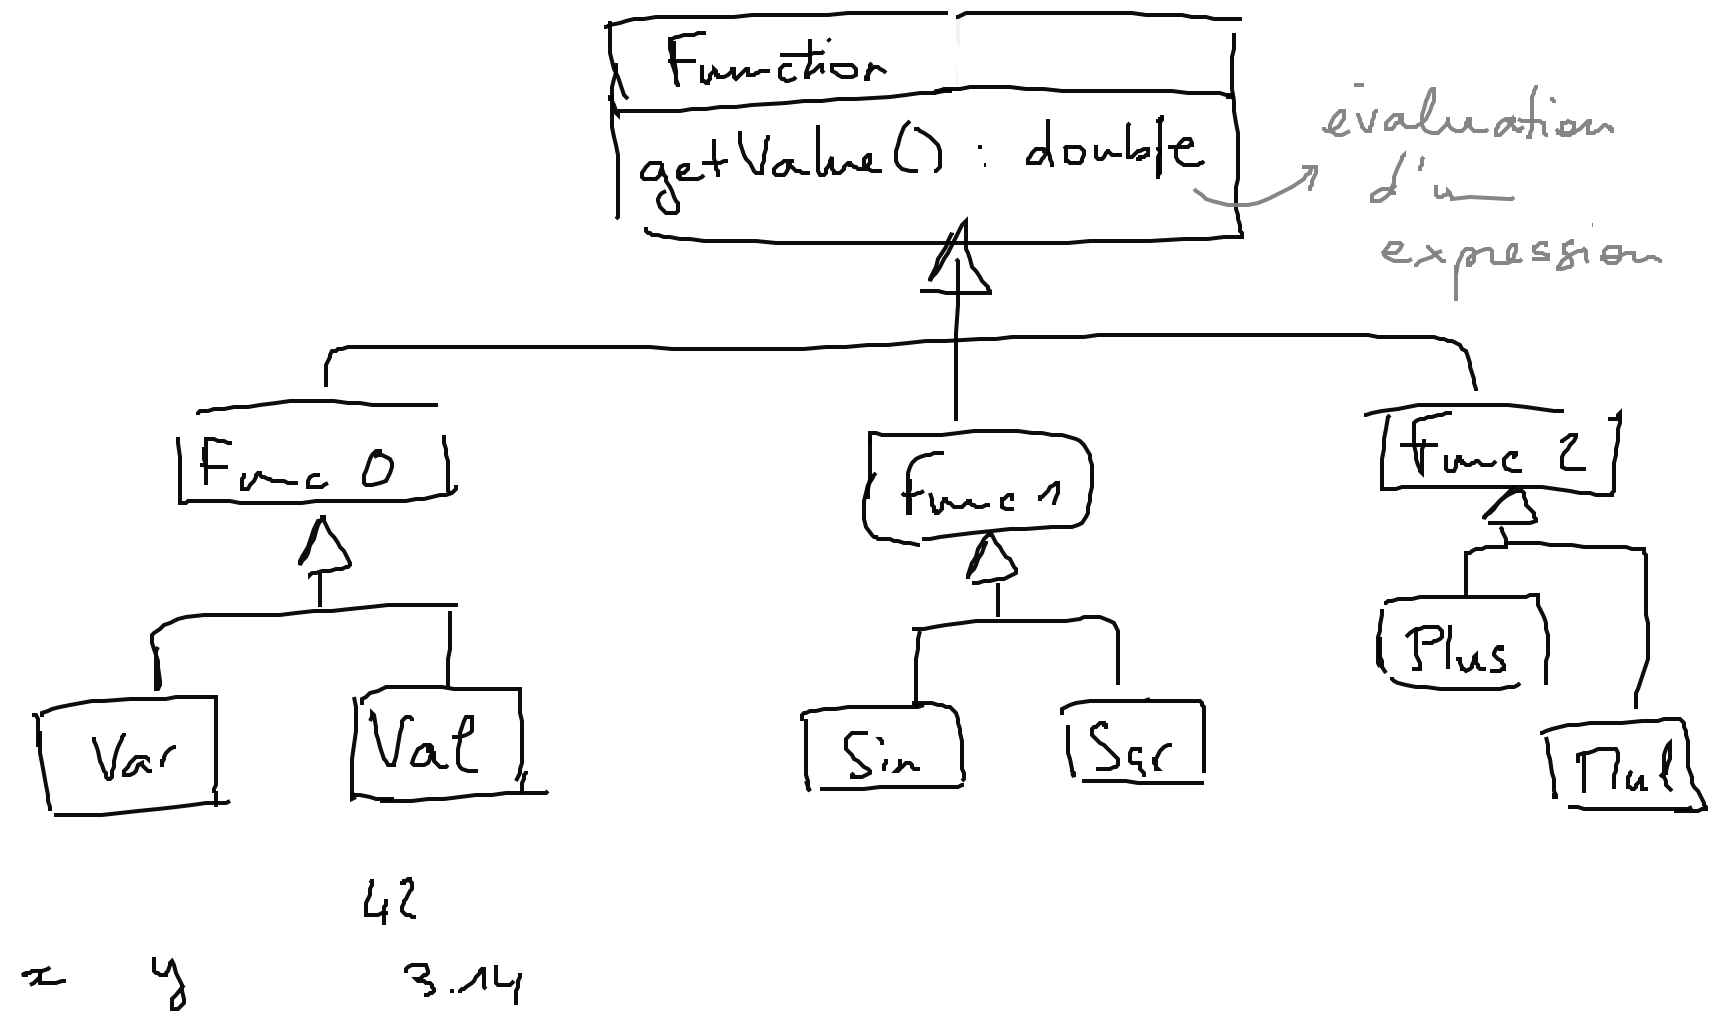 Function
getValue() : double
évaluation
d'un
expression
Func 0
func 1
func 2
Var
Val
Sin
Sqr
Plus
Mul
42
x y
3.14